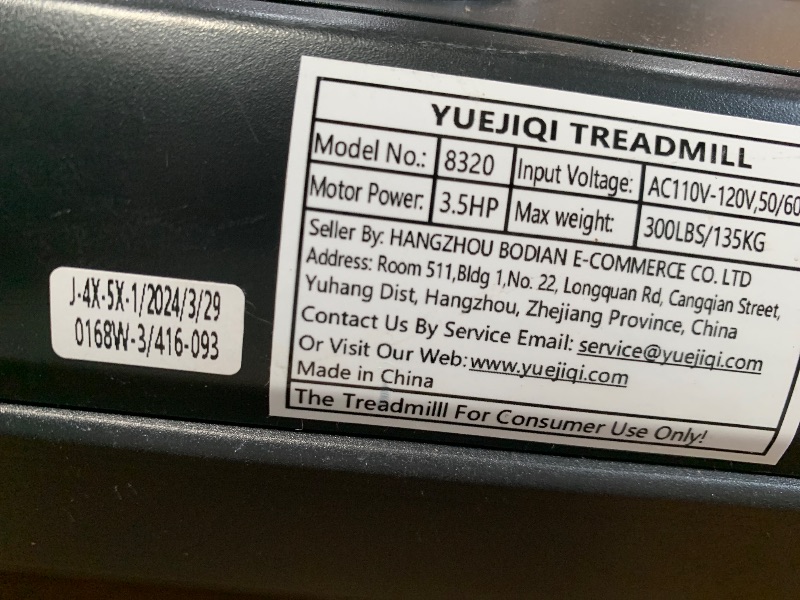 YUEJIQI TREADMILL
Model No.: 8320 Input Voltage: AC110V-120V,50/60
Motor Power: 3.5HP Max weight: 300LBS/135KG
Seller By: HANGZHOU BODIAN E-COMMERCE CO. LTD
Address: Room 511,Bldg 1,No. 22, Longquan Rd, Cangqian Street,
Yuhang Dist, Hangzhou, Zhejiang Province, China
Contact Us By Service Email: service@yuejiqi.com
Or Visit Our Web: www.yuejiqi.com
Made in China
The Treadmilll For Consumer Use Only!
J-4X-5X-1/2024/3/29
0168W-3/416-093